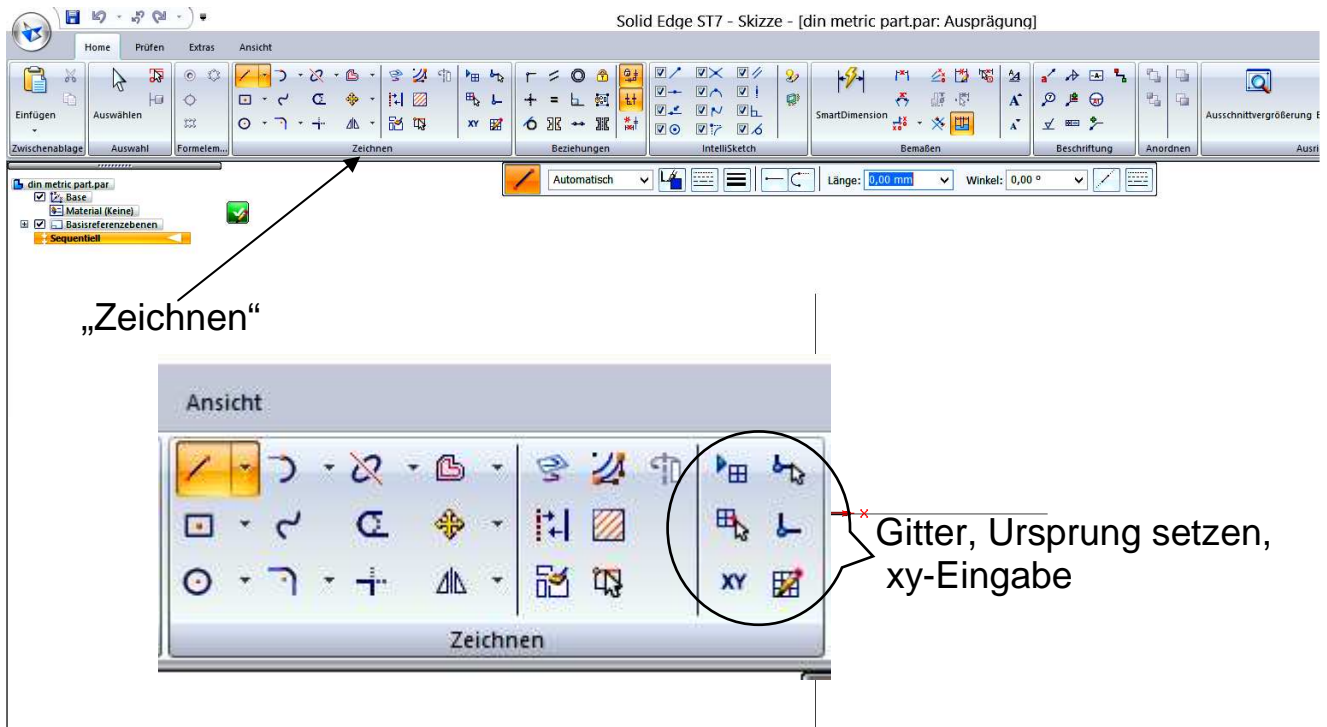 Solid Edge ST7 - Skizze - [din metric part.par: Ausprägung]
Home Prüfen Extras Ansicht
Einfügen Auswählen SmartDimension Ausschnittvergrößerung
Zwischenablage Auswahl Formelem... Zeichnen Beziehungen IntelliSketch Bemaßen Beschriftung Anordnen Ausri
din metric part.par
Base
Material (Keine)
Basisreferenzebenen
Sequentiell
Automatisch Länge: 0,00 mm Winkel: 0,00 °
„Zeichnen“
Ansicht
XY
Zeichnen
Gitter, Ursprung setzen,
xy-Eingabe